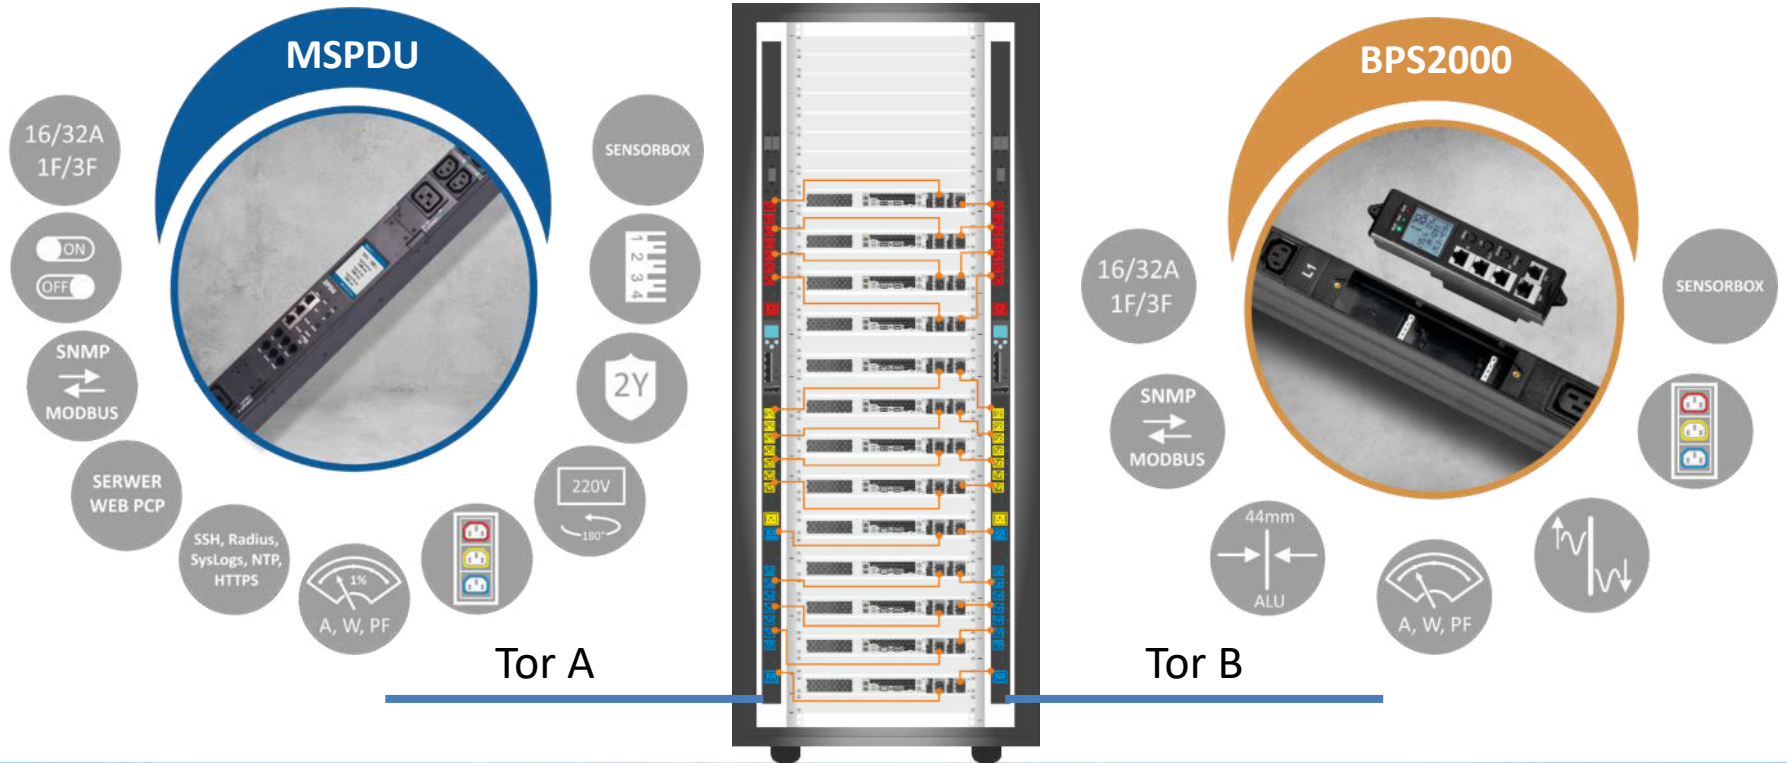 MSPDU
16/32A
1F/3F
ON
OFF
SNMP
MODBUS
SERWER
WEB PCP
SSH, Radius,
SysLogs, NTP,
HTTPS
1%
A, W, PF
220V
180°
2Y
1
2
3
4
SENSORBOX
Tor A
Tor B
BPS2000
16/32A
1F/3F
SNMP
MODBUS
44mm
ALU
A, W, PF
SENSORBOX
L1